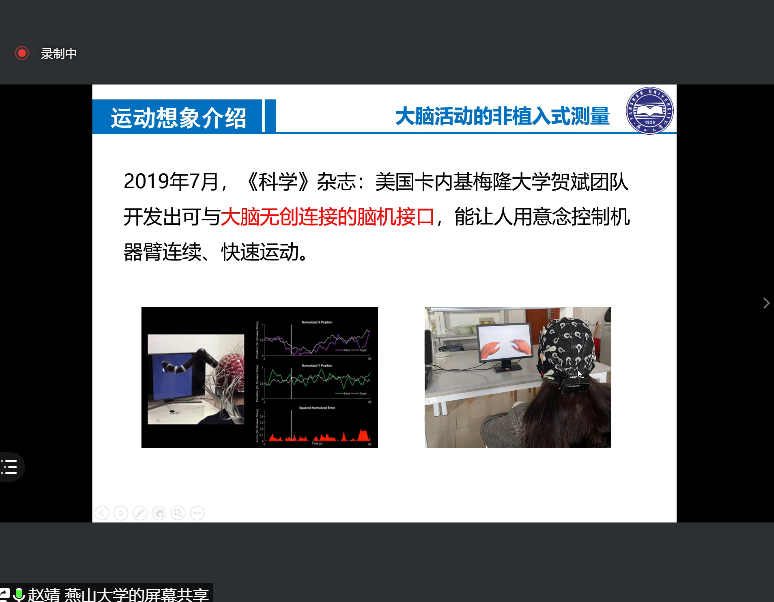 录制中
运动想象介绍
大脑活动的非植入式测量
2019年7月，《科学》杂志：美国卡内基梅隆大学贺斌团队
开发出可与大脑无创连接的脑机接口，能让人用意念控制机
器臂连续、快速运动。
Normalized X Position
Normalized Y Position
Squared Normalized Error
赵靖 燕山大学的屏幕共享